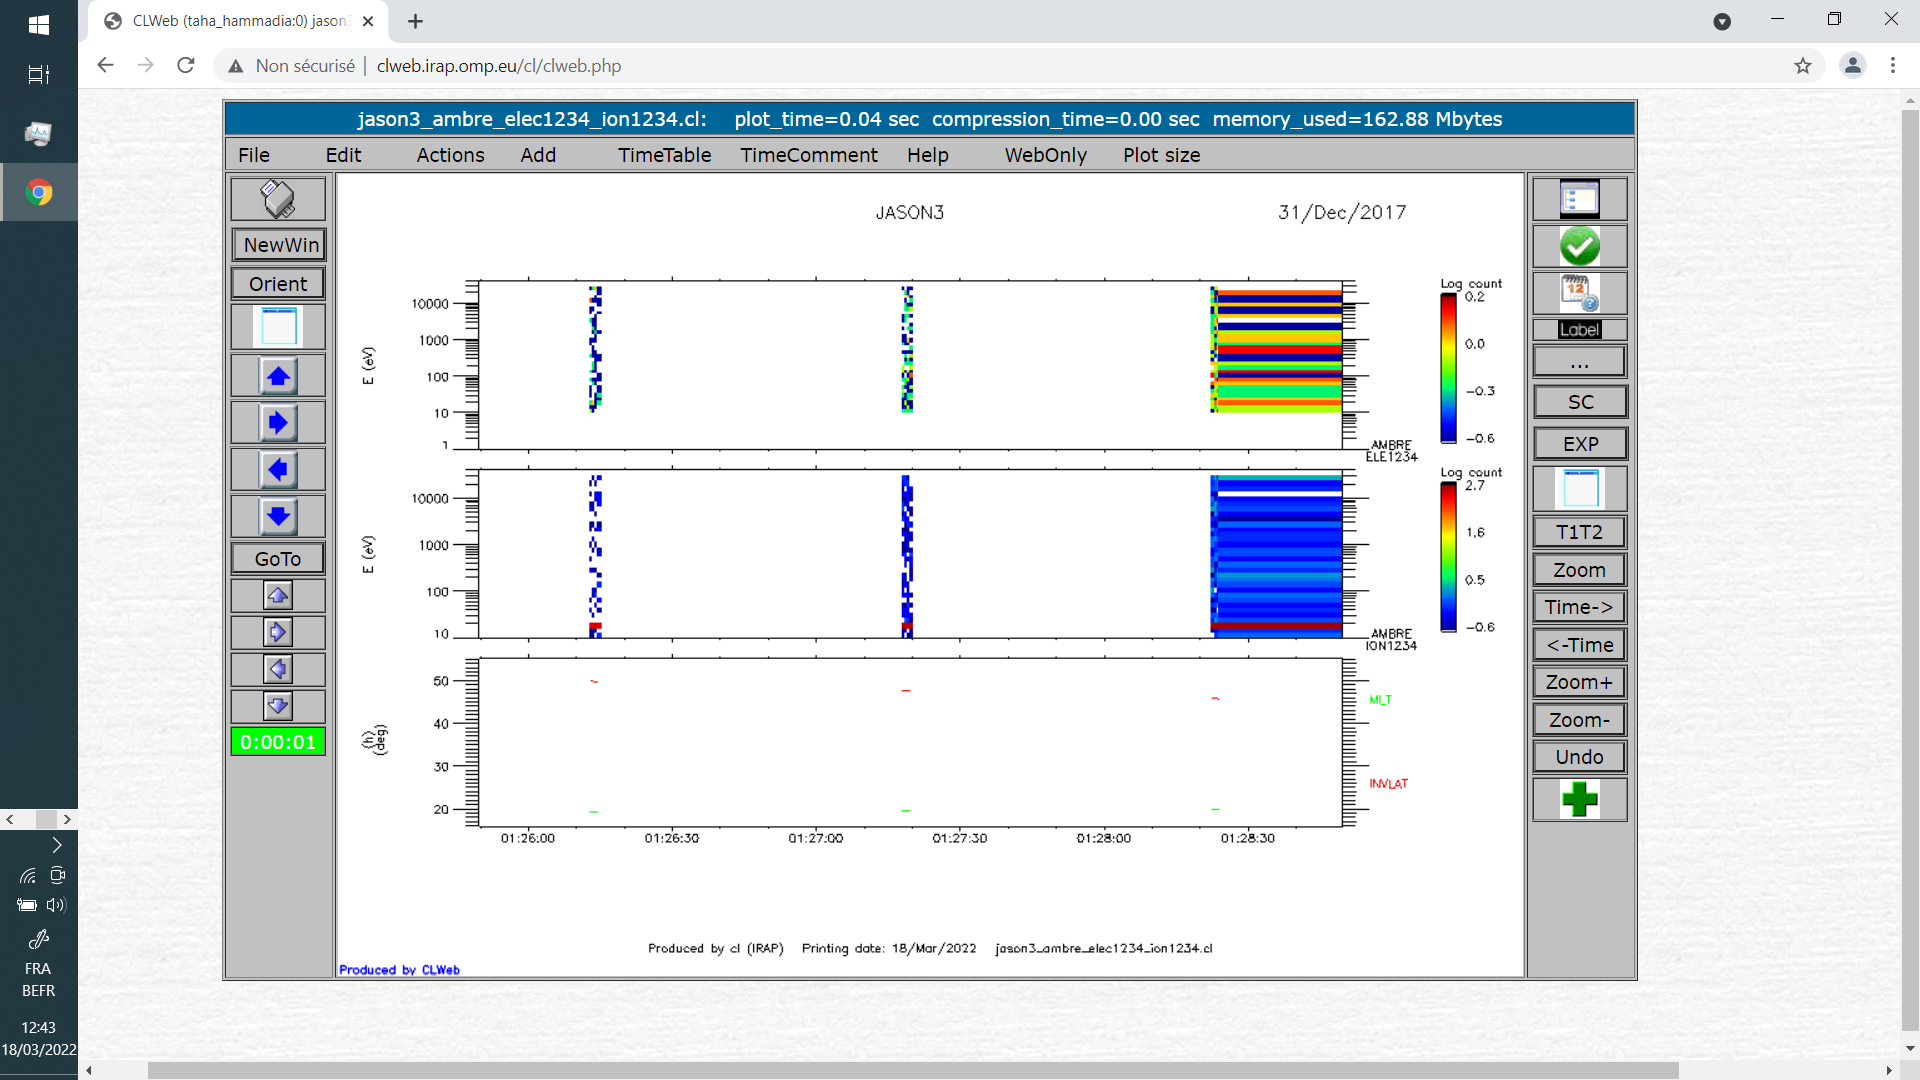 CLWeb (taha_hammadia:0) jason3
Non sécurisé | clweb.irap.omp.eu/cl/clweb.php
jason3_ambre_elec1234_ion1234.cl: plot_time=0.04 sec compression_time=0.00 sec memory_used=162.88 Mbytes
File Edit Actions Add TimeTable TimeComment Help WebOnly Plot size
NewWin
Orient
GoTo
0:00:01
JASON3 31/Dec/2017
Log count
0.2
0.0
-0.3
-0.6
10000
1000
100
10
1
E (eV)
AMBRE
ELE1234
Log count
2.7
1.6
0.5
-0.6
10000
1000
100
10
E (eV)
AMBRE
ION1234
50
40
30
20
(h)
(deg)
MLT
INVLAT
01:26:00 01:26:30 01:27:00 01:27:30 01:28:00 01:28:30
Produced by cl (IRAP) Printing date: 18/Mar/2022 jason3_ambre_elec1234_ion1234.cl
Produced by CLWeb
12
Label
...
SC
EXP
T1T2
Zoom
Time->
<-Time
Zoom+
Zoom-
Undo
FRA
BEFR
12:43
18/03/2022